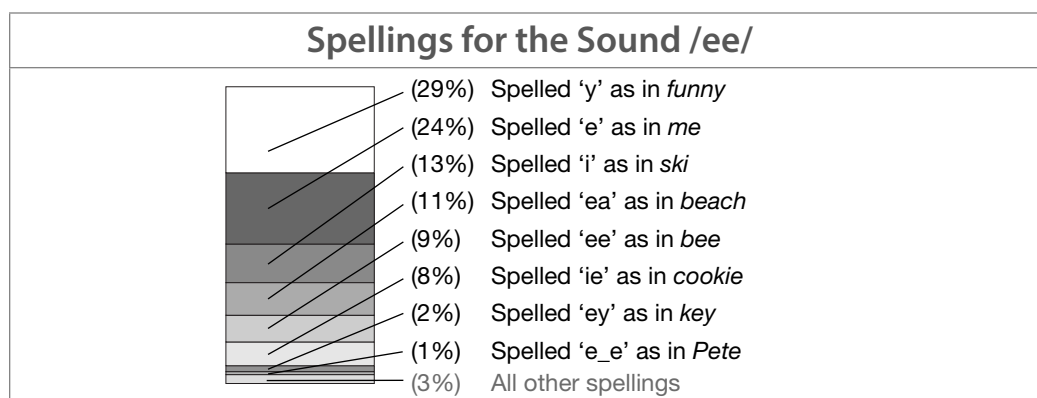 Spellings for the Sound /ee/
(29%) Spelled ‘y’ as in funny
(24%) Spelled ‘e’ as in me
(13%) Spelled ‘i’ as in ski
(11%) Spelled ‘ea’ as in beach
(9%) Spelled ‘ee’ as in bee
(8%) Spelled ‘ie’ as in cookie
(2%) Spelled ‘ey’ as in key
(1%) Spelled ‘e_e’ as in Pete
(3%) All other spellings